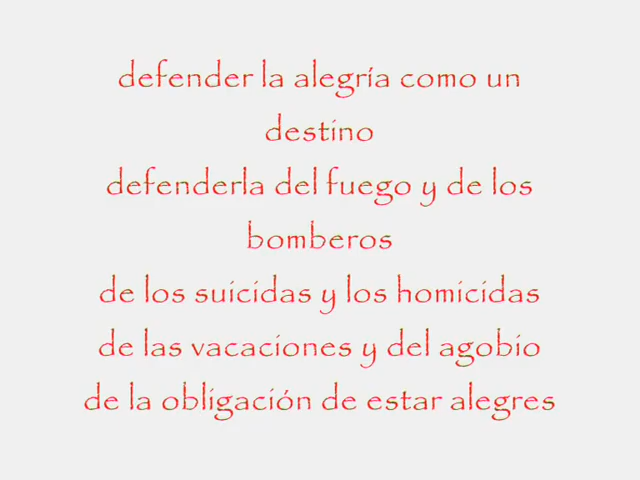 defender la alegría como un
destino
defenderla del fuego y de los
bomberos
de los suicidas y los homicidas
de las vacaciones y del agobio
de la obligación de estar alegres